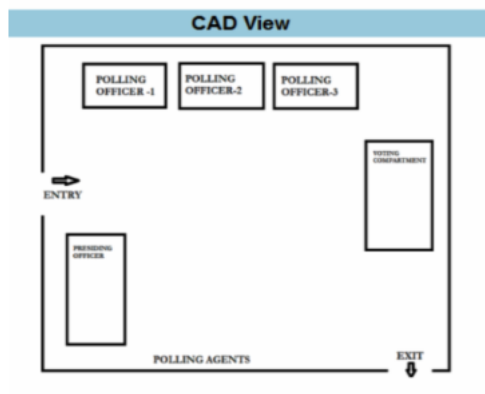 CAD View
POLLING
OFFICER -1
POLLING
OFFICER-2
POLLING
OFFICER-3
VOTING
COMPARTMENT
ENTRY
PRESIDING
OFFICER
POLLING AGENTS
EXIT